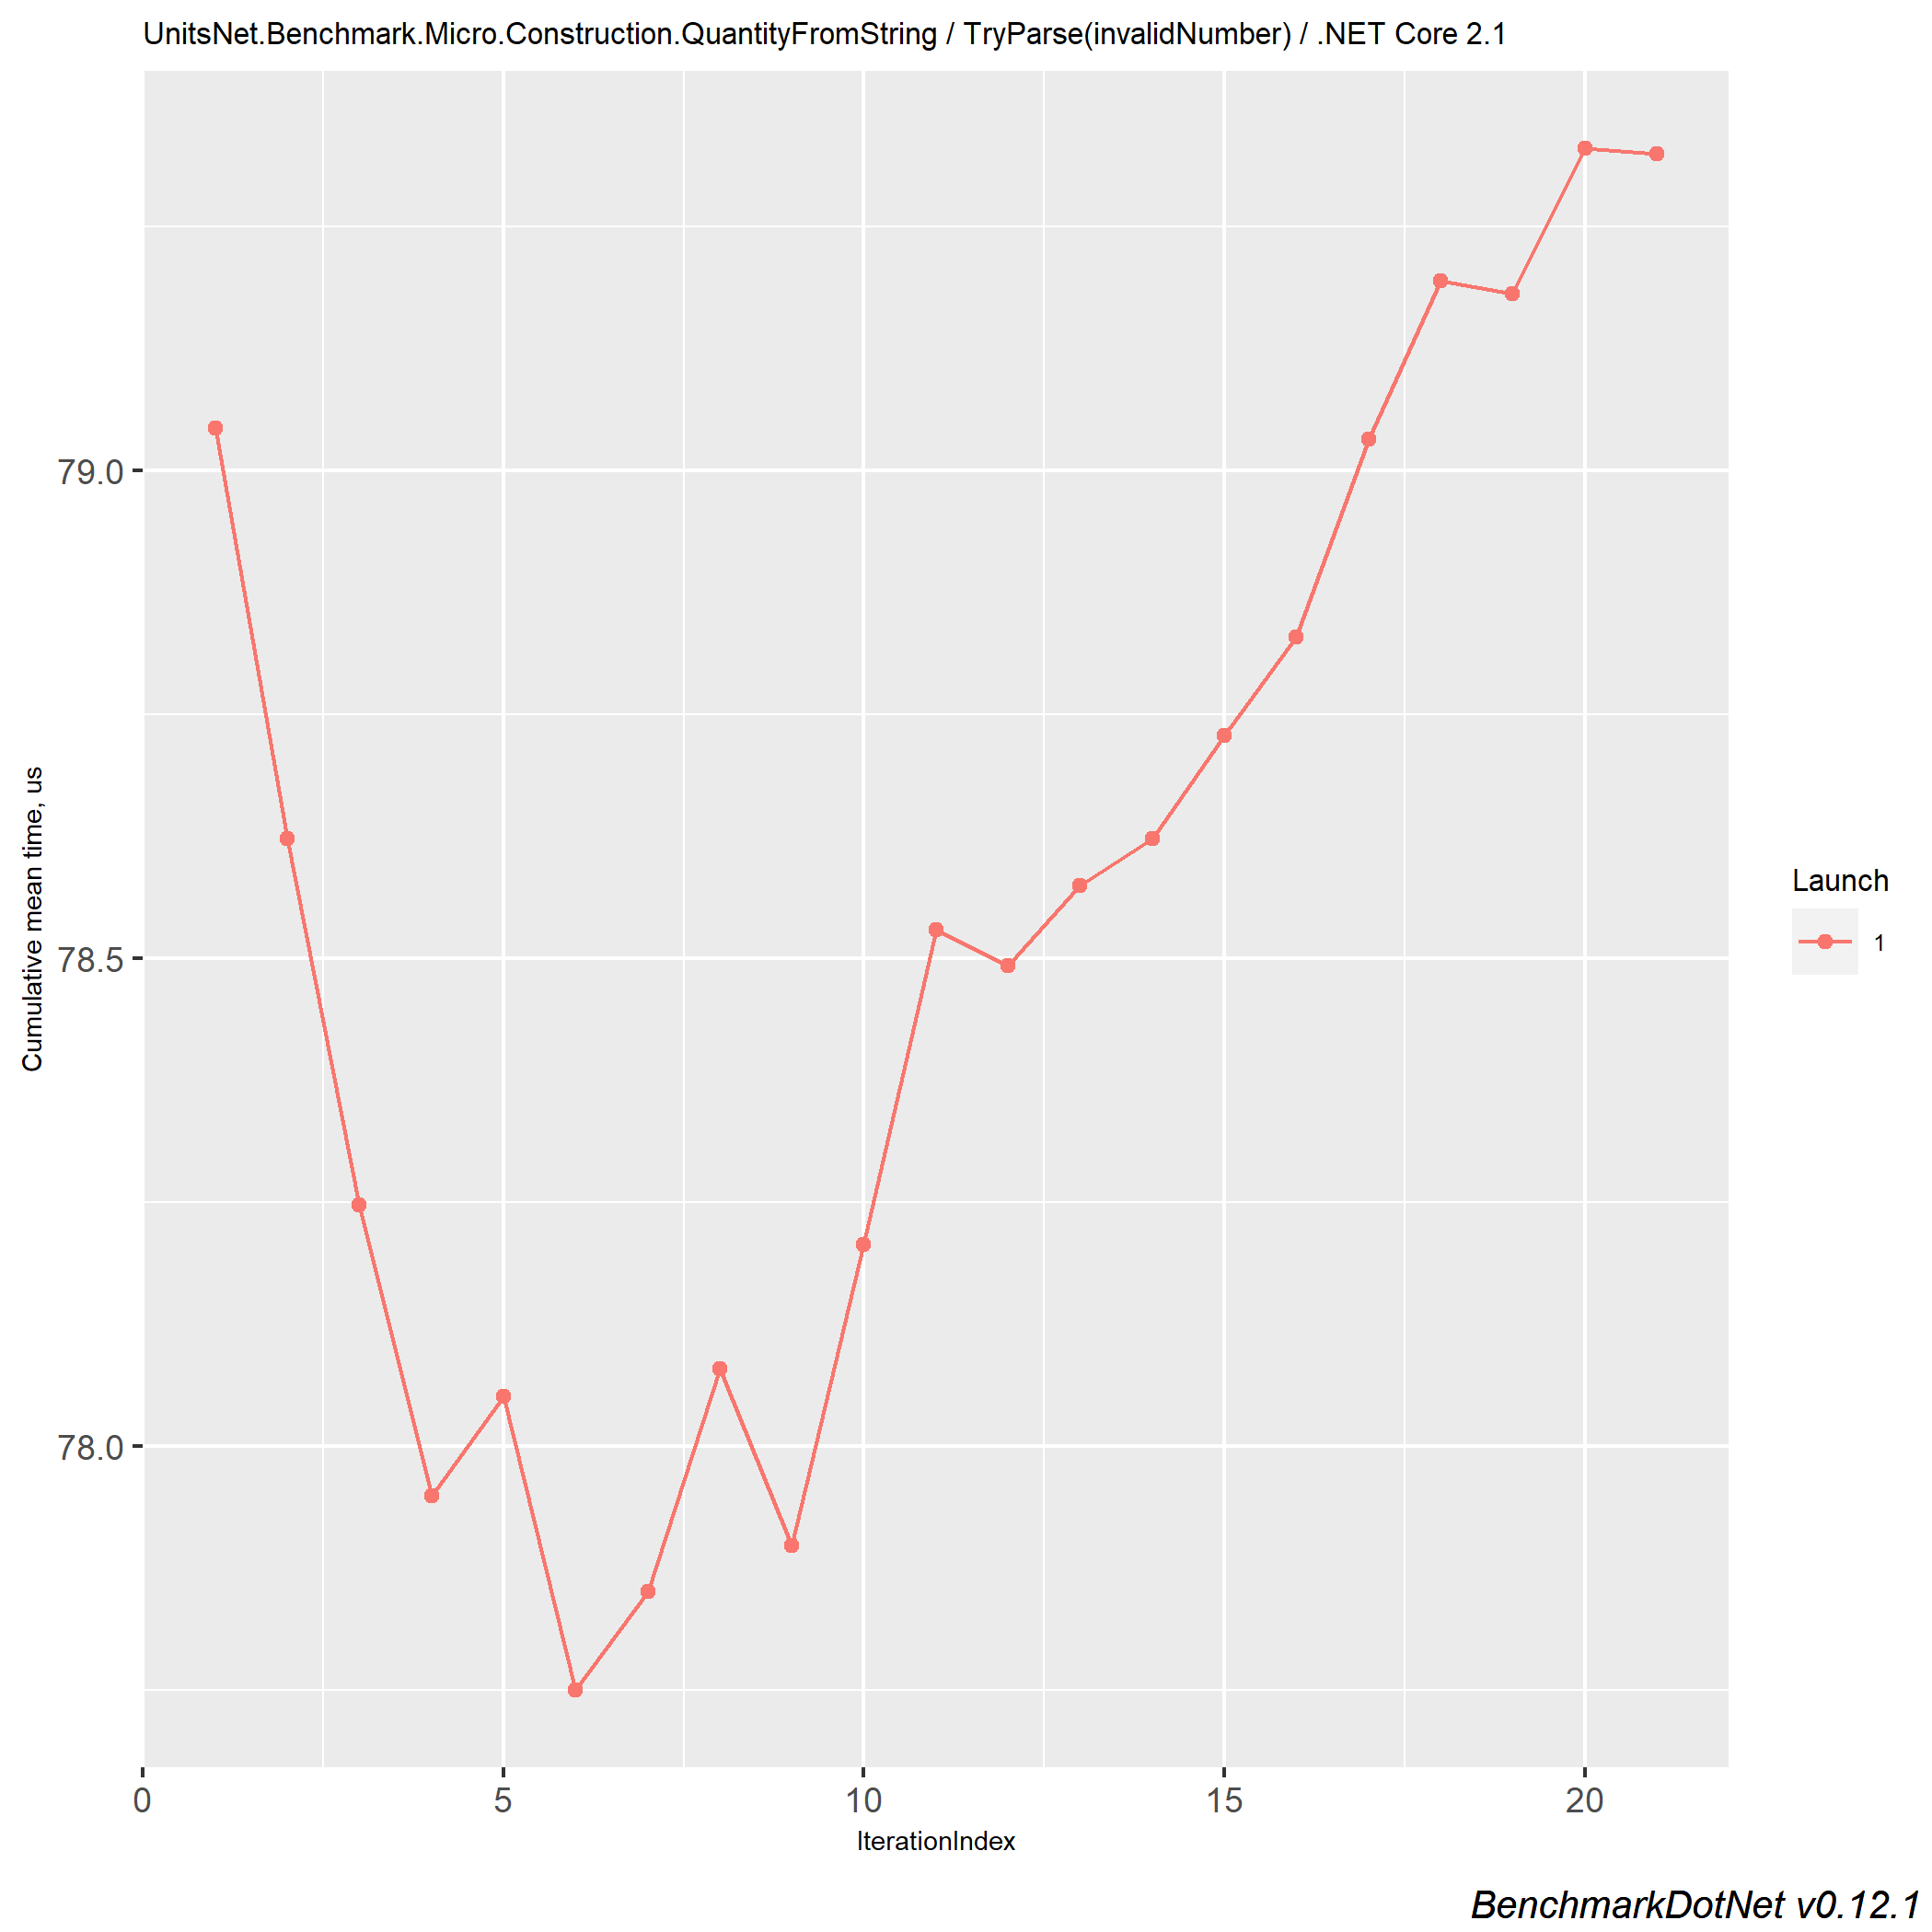 UnitsNet.Benchmark.Micro.Construction.QuantityFromString / TryParse(invalidNumber) / .NET Core 2.1
79.0
78.5
78.0
Cumulative mean time, us
0 5 10 15 20
IterationIndex
Launch
1
BenchmarkDotNet v0.12.1